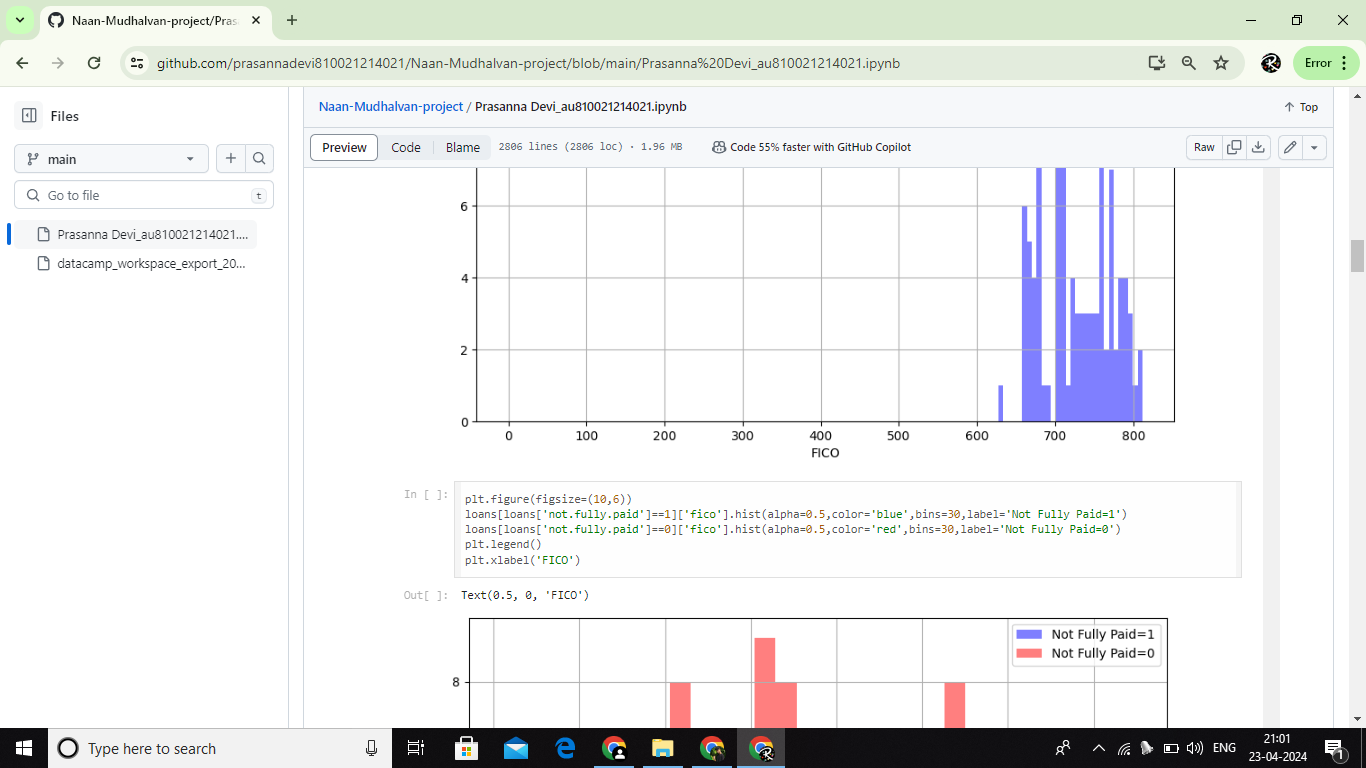 Naan-Mudhalvan-project/Pras
github.com/prasannadevi810021214021/Naan-Mudhalvan-project/blob/main/Prasanna%20Devi_au810021214021.ipynb
Error
Files
main
Go to file
t
Prasanna Devi_au810021214021....
datacamp_workspace_export_20...
Naan-Mudhalvan-project / Prasanna Devi_au810021214021.ipynb
Top
Preview Code Blame 2806 lines (2806 loc) · 1.96 MB Code 55% faster with GitHub Copilot
Raw
6
4
2
0
0 100 200 300 400 500 600 700 800
FICO
In [ ]:
plt.figure(figsize=(10,6))
loans[loans['not.fully.paid']==1]['fico'].hist(alpha=0.5,color='blue',bins=30,label='Not Fully Paid=1')
loans[loans['not.fully.paid']==0]['fico'].hist(alpha=0.5,color='red',bins=30,label='Not Fully Paid=0')
plt.legend()
plt.xlabel('FICO')
Out[ ]: Text(0.5, 0, 'FICO')
Not Fully Paid=1
Not Fully Paid=0
8
Type here to search
ENG
21:01
23-04-2024
1